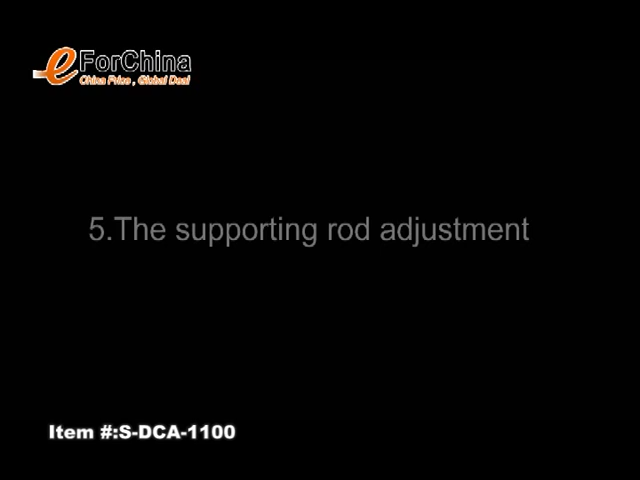 eForChina
China Price , Global Deal
5.The supporting rod adjustment
Item #:S-DCA-1100